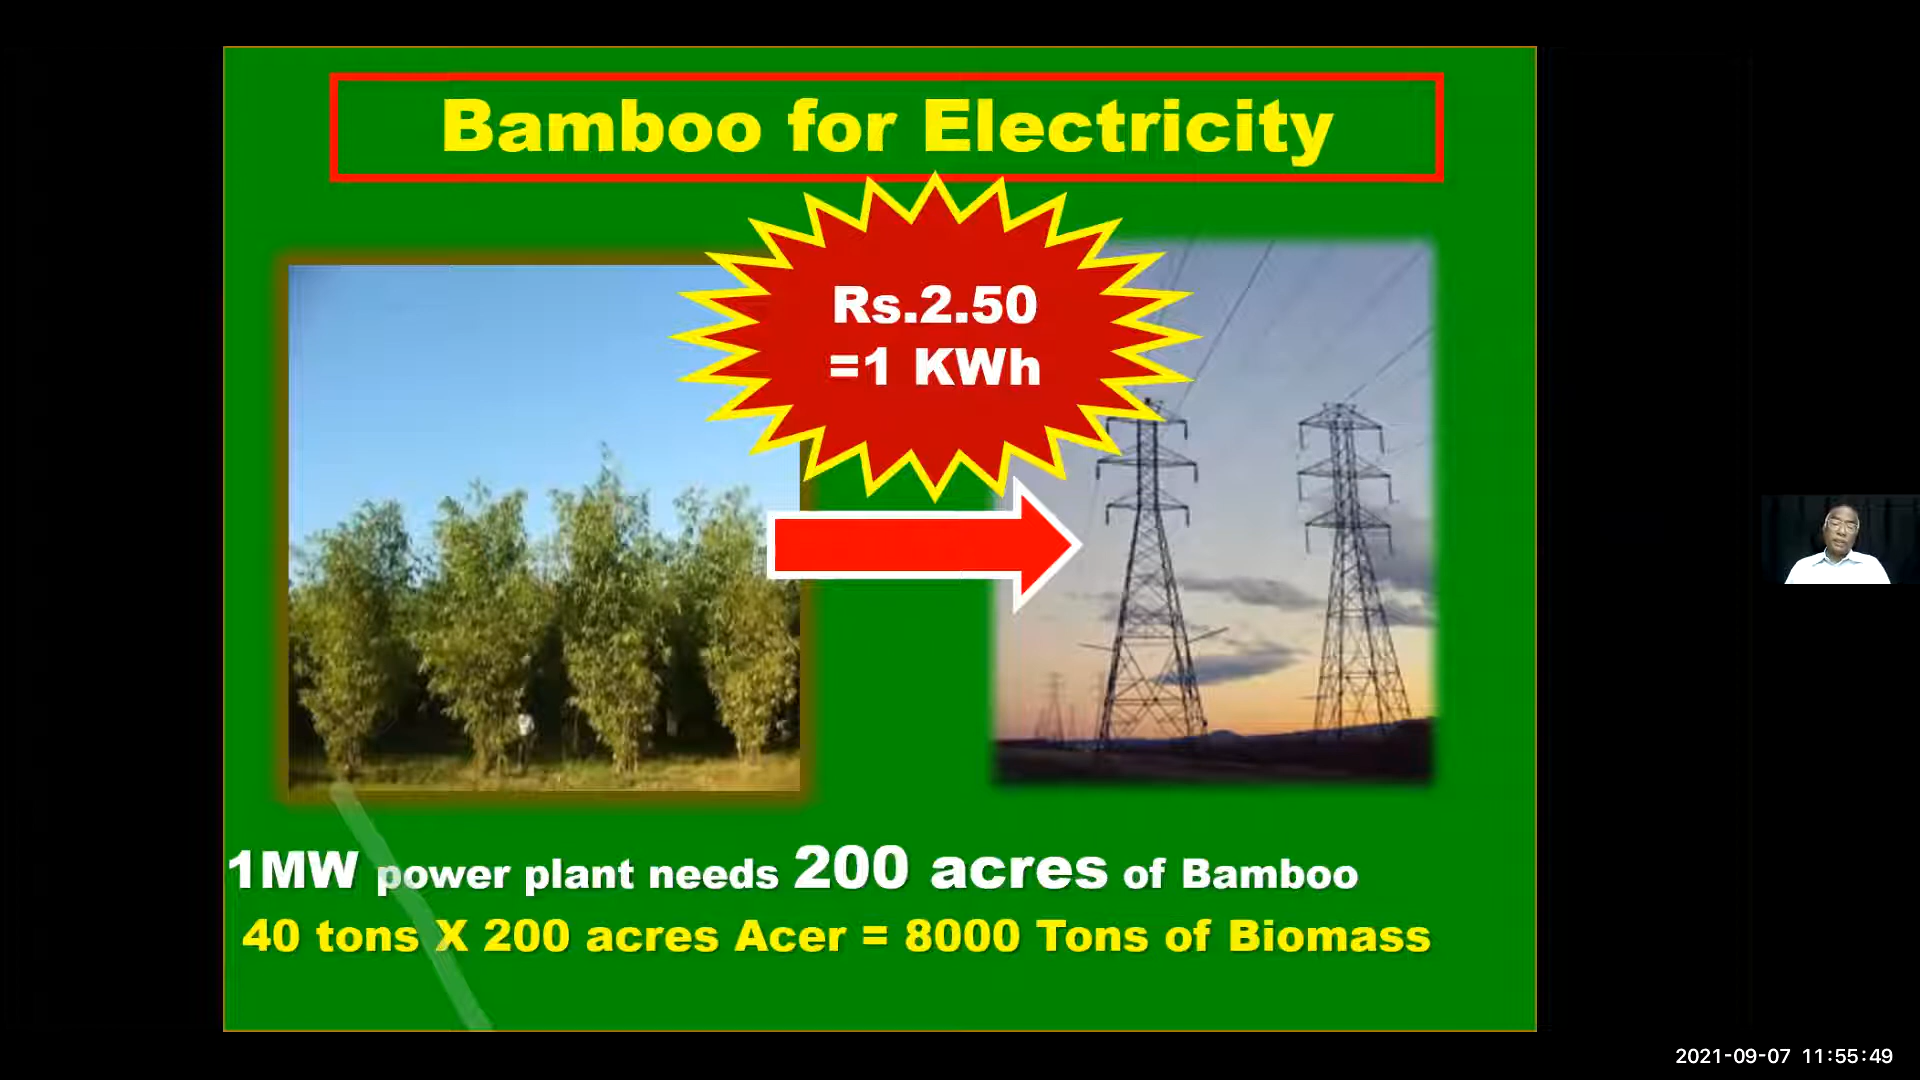 Bamboo for Electricity
Rs.2.50
=1 KWh
1MW power plant needs 200 acres of Bamboo
40 tons X 200 acres Acer = 8000 Tons of Biomass
2021-09-07 11:55:49